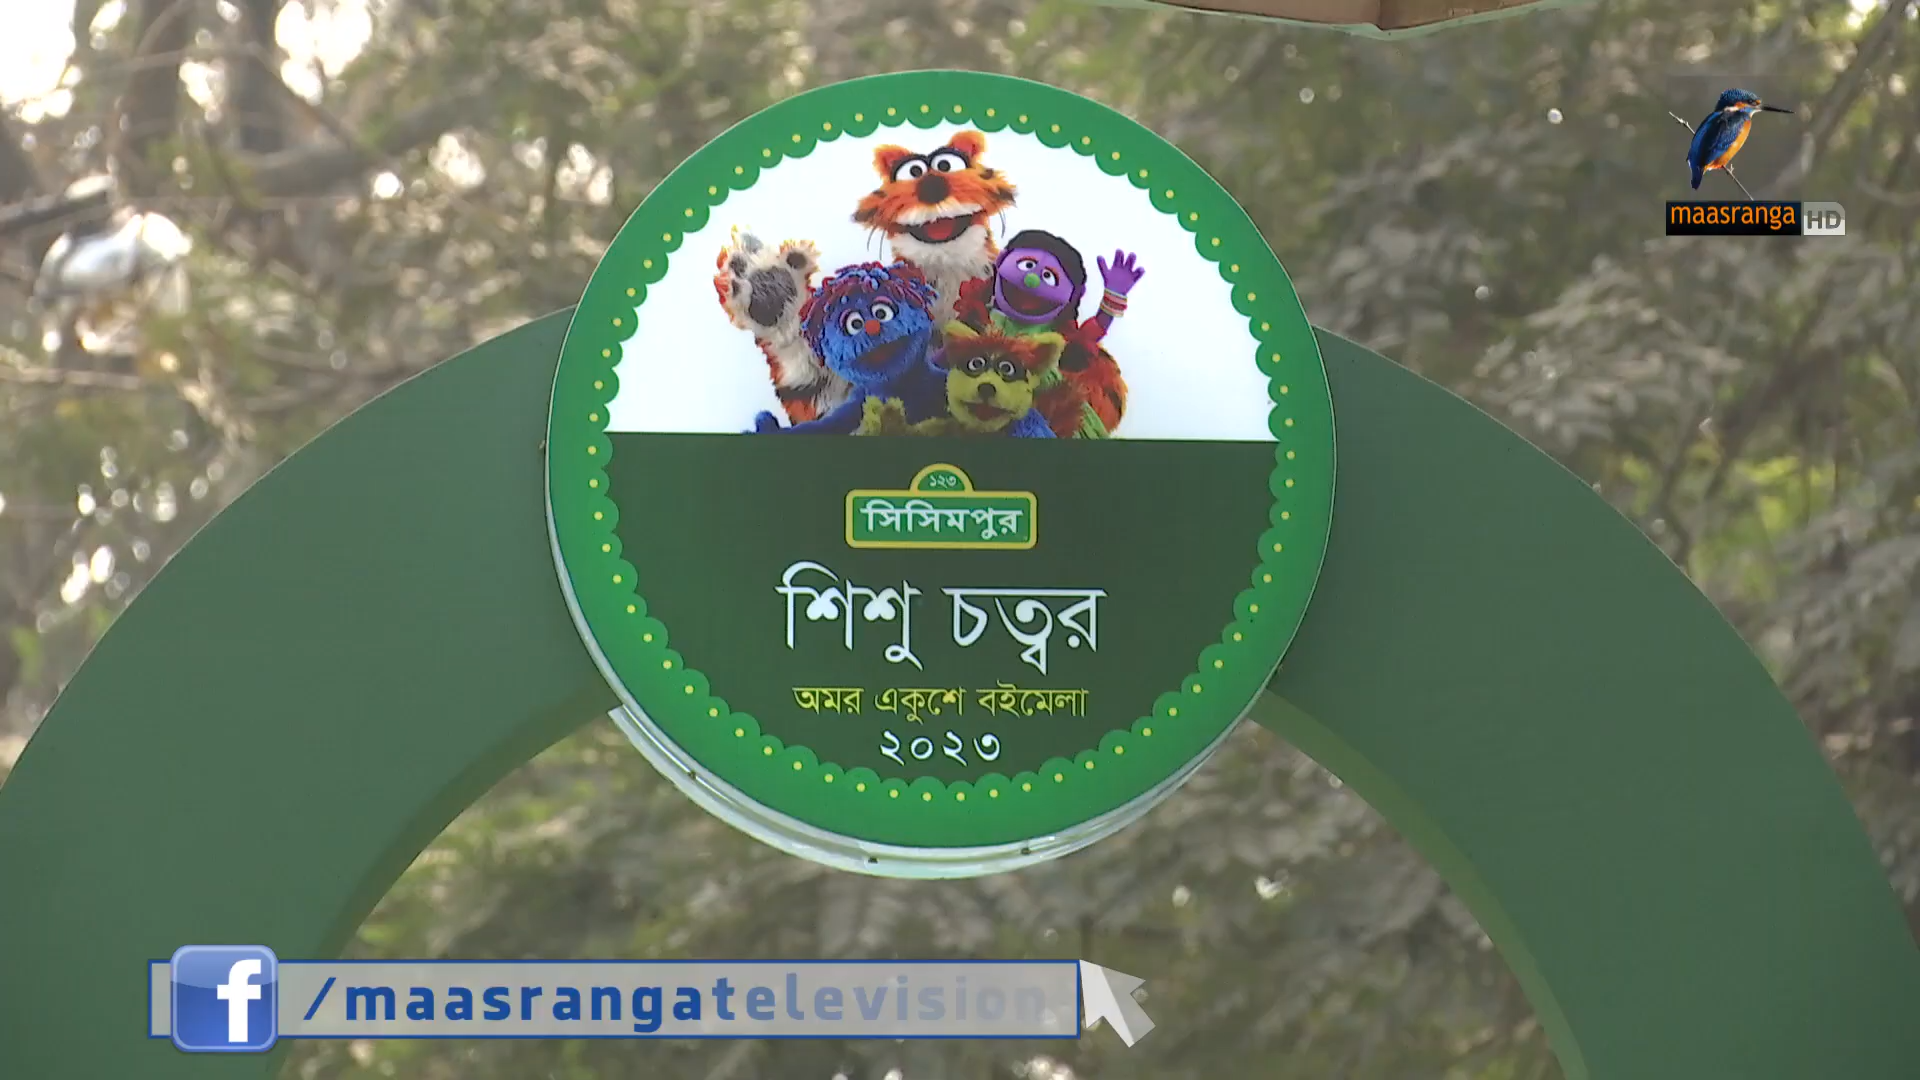 maasranga HD
১২৩
সিসিমপুর
শিশু চত্বর
অমর একুশে বইমেলা
২০২৩
f /maasrangatelevision